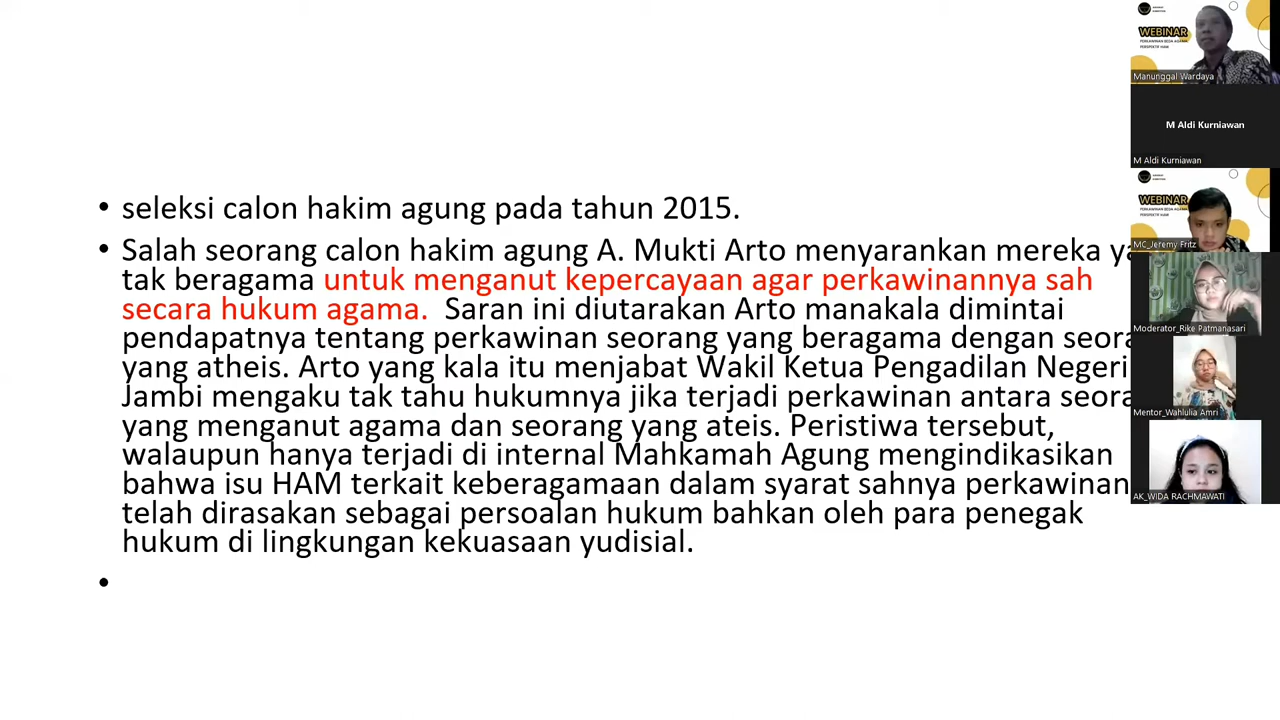 seleksi calon hakim agung pada tahun 2015.
Salah seorang calon hakim agung A. Mukti Arto menyarankan mereka
tak beragama untuk menganut kepercayaan agar perkawinannya sah
secara hukum agama. Saran ini diutarakan Arto manakala dimintai
pendapatnya tentang perkawinan seorang yang beragama dengan
yang atheis. Arto yang kala itu menjabat Wakil Ketua Pengadilan Negeri
Jambi mengaku tak tahu hukumnya jika terjadi perkawinan antara
yang menganut agama dan seorang yang ateis. Peristiwa tersebut,
walaupun hanya terjadi di internal Mahkamah Agung mengindikasikan
bahwa isu HAM terkait keberagamaan dalam syarat sahnya perkawinan
telah dirasakan sebagai persoalan hukum bahkan oleh para penegak
hukum di lingkungan kekuasaan yudisial.
WEBINAR
PERSPEKTIF HAM
Manunggal Wardaya
M Aldi Kurniawan
M Aldi Kurniawan
WEBINAR
PERSPEKTIF HAM
MC_Jeremy Fritz
Moderator_Rike Patmanasari
Mentor_Wahlulia Amri
AK_WIDA RACHMAWATI